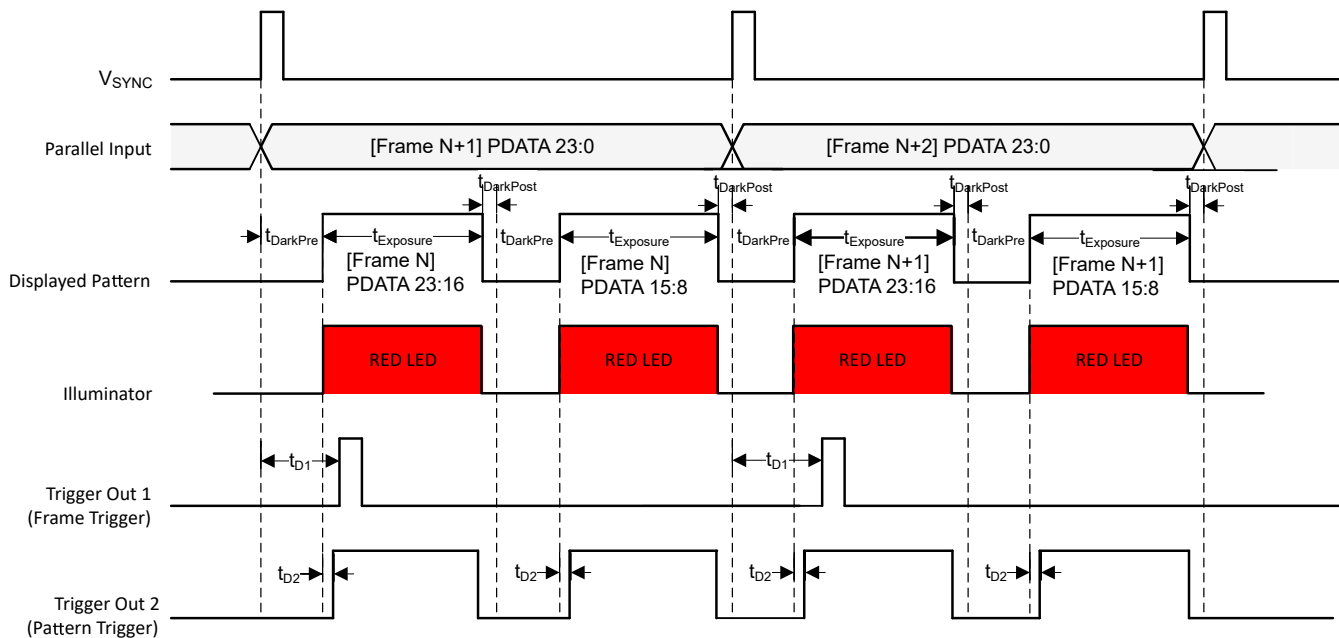 VSYNC
Parallel Input
[Frame N+1] PDATA 23:0
[Frame N+2] PDATA 23:0
tDarkPost
tDarkPost
tDarkPost
tDarkPost
tDarkPre
tExposure
tDarkPre
tExposure
tDarkPre
tExposure
tDarkPre
tExposure
Displayed Pattern
[Frame N]
PDATA 23:16
[Frame N]
PDATA 15:8
[Frame N+1]
PDATA 23:16
[Frame N+1]
PDATA 15:8
Illuminator
RED LED
RED LED
RED LED
RED LED
tD1
tD1
Trigger Out 1
(Frame Trigger)
tD2
tD2
tD2
tD2
Trigger Out 2
(Pattern Trigger)